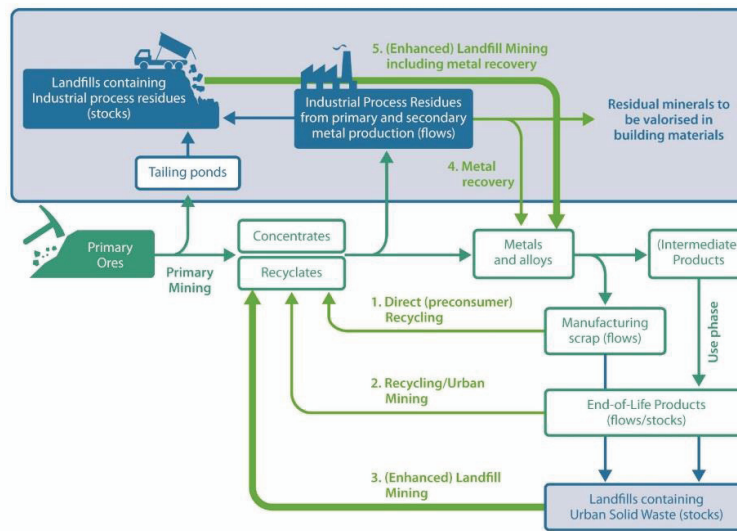 5. (Enhanced) Landfill Mining
including metal recovery
Landfills containing
Industrial process residues
(stocks)
Industrial Process Residues
from primary and secondary
metal production (flows)
Residual minerals to
be valorised in
building materials
Tailing ponds
4. Metal
recovery
Primary
Ores
Primary
Mining
Concentrates
Recyclates
Metals
and alloys
(Intermediate)
Products
1. Direct (preconsumer)
Recycling
Manufacturing
scrap (flows)
Use phase
2. Recycling/Urban
Mining
End-of-Life Products
(flows/stocks)
3. (Enhanced) Landfill
Mining
Landfills containing
Urban Solid Waste (stocks)